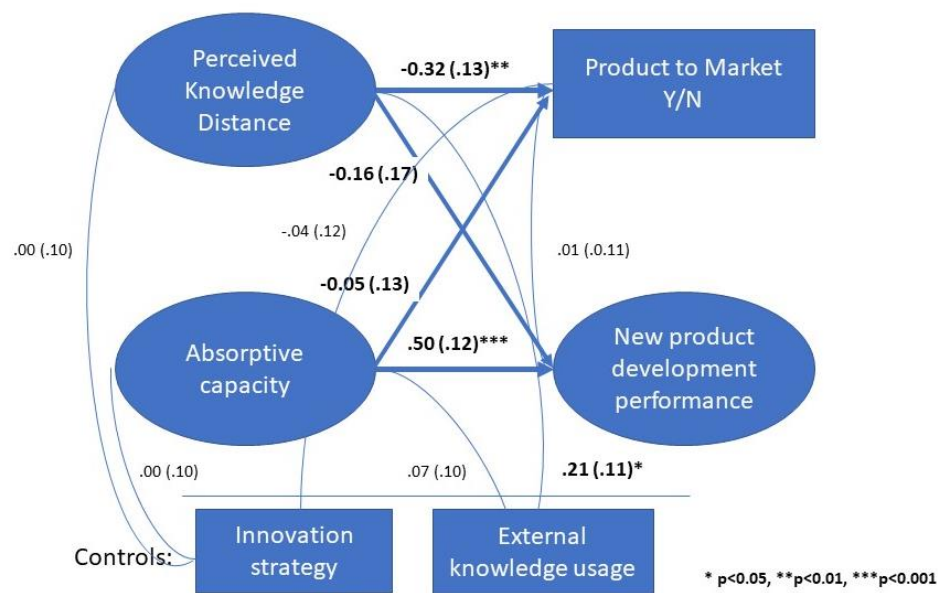 Perceived
Knowledge
Distance
-0.32 (.13)**
Product to Market
Y/N
-0.16 (.17)
-.04 (.12)
.01 (.0.11)
.00 (.10)
-0.05 (.13)
.50 (.12)***
Absorptive
capacity
New product
development
performance
.00 (.10)
.07 (.10)
.21 (.11)*
Controls:
Innovation
strategy
External
knowledge usage
* p<0.05, **p<0.01, ***p<0.001